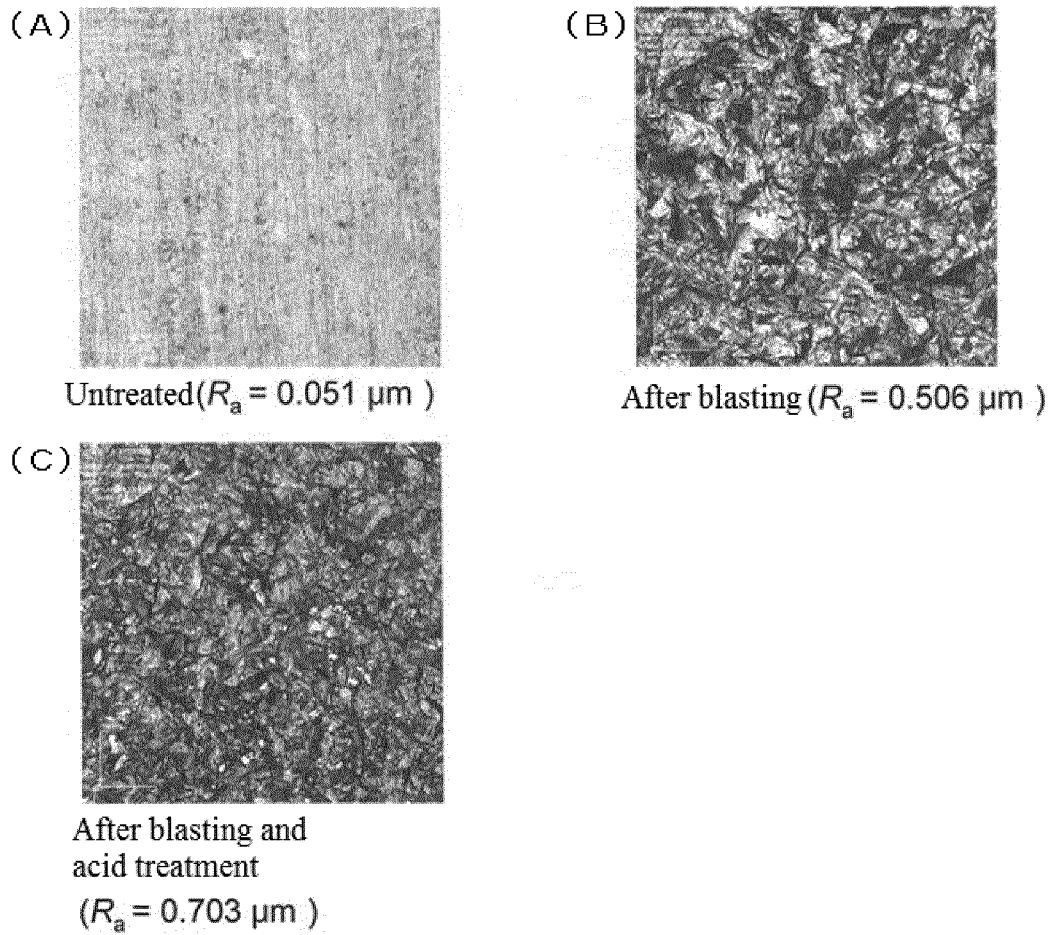 (A)
(B)
Untreated(Ra = 0.051 µm )
After blasting (Ra = 0.506 µm )
(C)
After blasting and
acid treatment
(Ra = 0.703 µm )